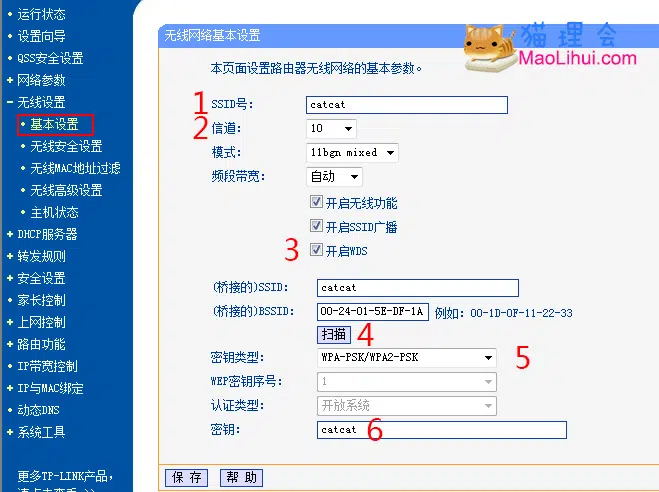 运行状态
设置向导
QSS安全设置
网络参数
无线设置
基本设置
无线安全设置
无线MAC地址过滤
无线高级设置
主机状态
DHCP服务器
转发规则
安全设置
家长控制
上网控制
路由功能
IP带宽控制
IP与MAC绑定
动态DNS
系统工具
更多TP-LINK产品,
无线网络基本设置
猫理会
MaoLihui.com
本页面设置路由器无线网络的基本参数。
1 SSID号: catcat
2 信道: 10
模式: 11bgn mixed
频段带宽: 自动
开启无线功能
开启SSID广播
3 开启WDS
(桥接的)SSID: catcat
(桥接的)BSSID: 00-24-01-5E-DF-1A 例如: 00-1D-0F-11-22-33
扫描 4
密钥类型: WPA-PSK/WPA2-PSK 5
WEP密钥序号: 1
认证类型: 开放系统
密钥: catcat 6
保 存 帮 助